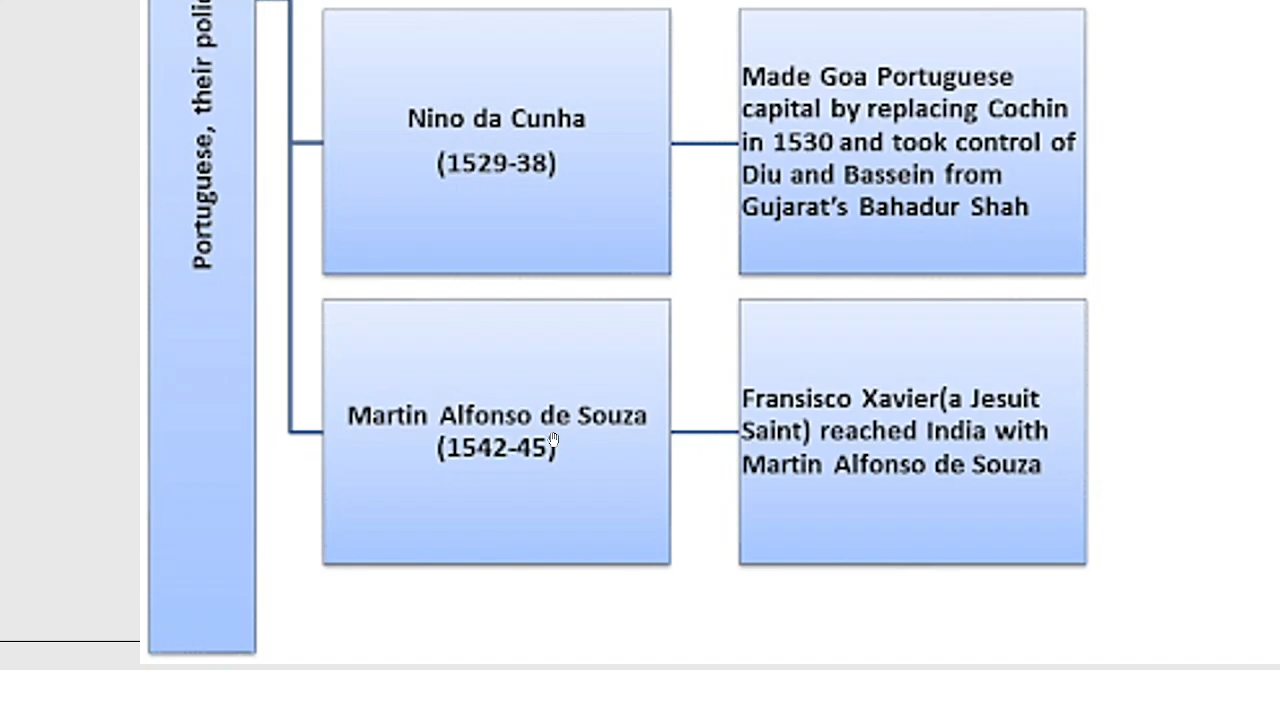 Portuguese, their
Nino da Cunha
(1529-38)
Made Goa Portuguese
capital by replacing Cochin
in 1530 and took control of
Diu and Bassein from
Gujarat's Bahadur Shah
Martin Alfonso de Souza
(1542-45)
Fransisco Xavier(a Jesuit
Saint) reached India with
Martin Alfonso de Souza